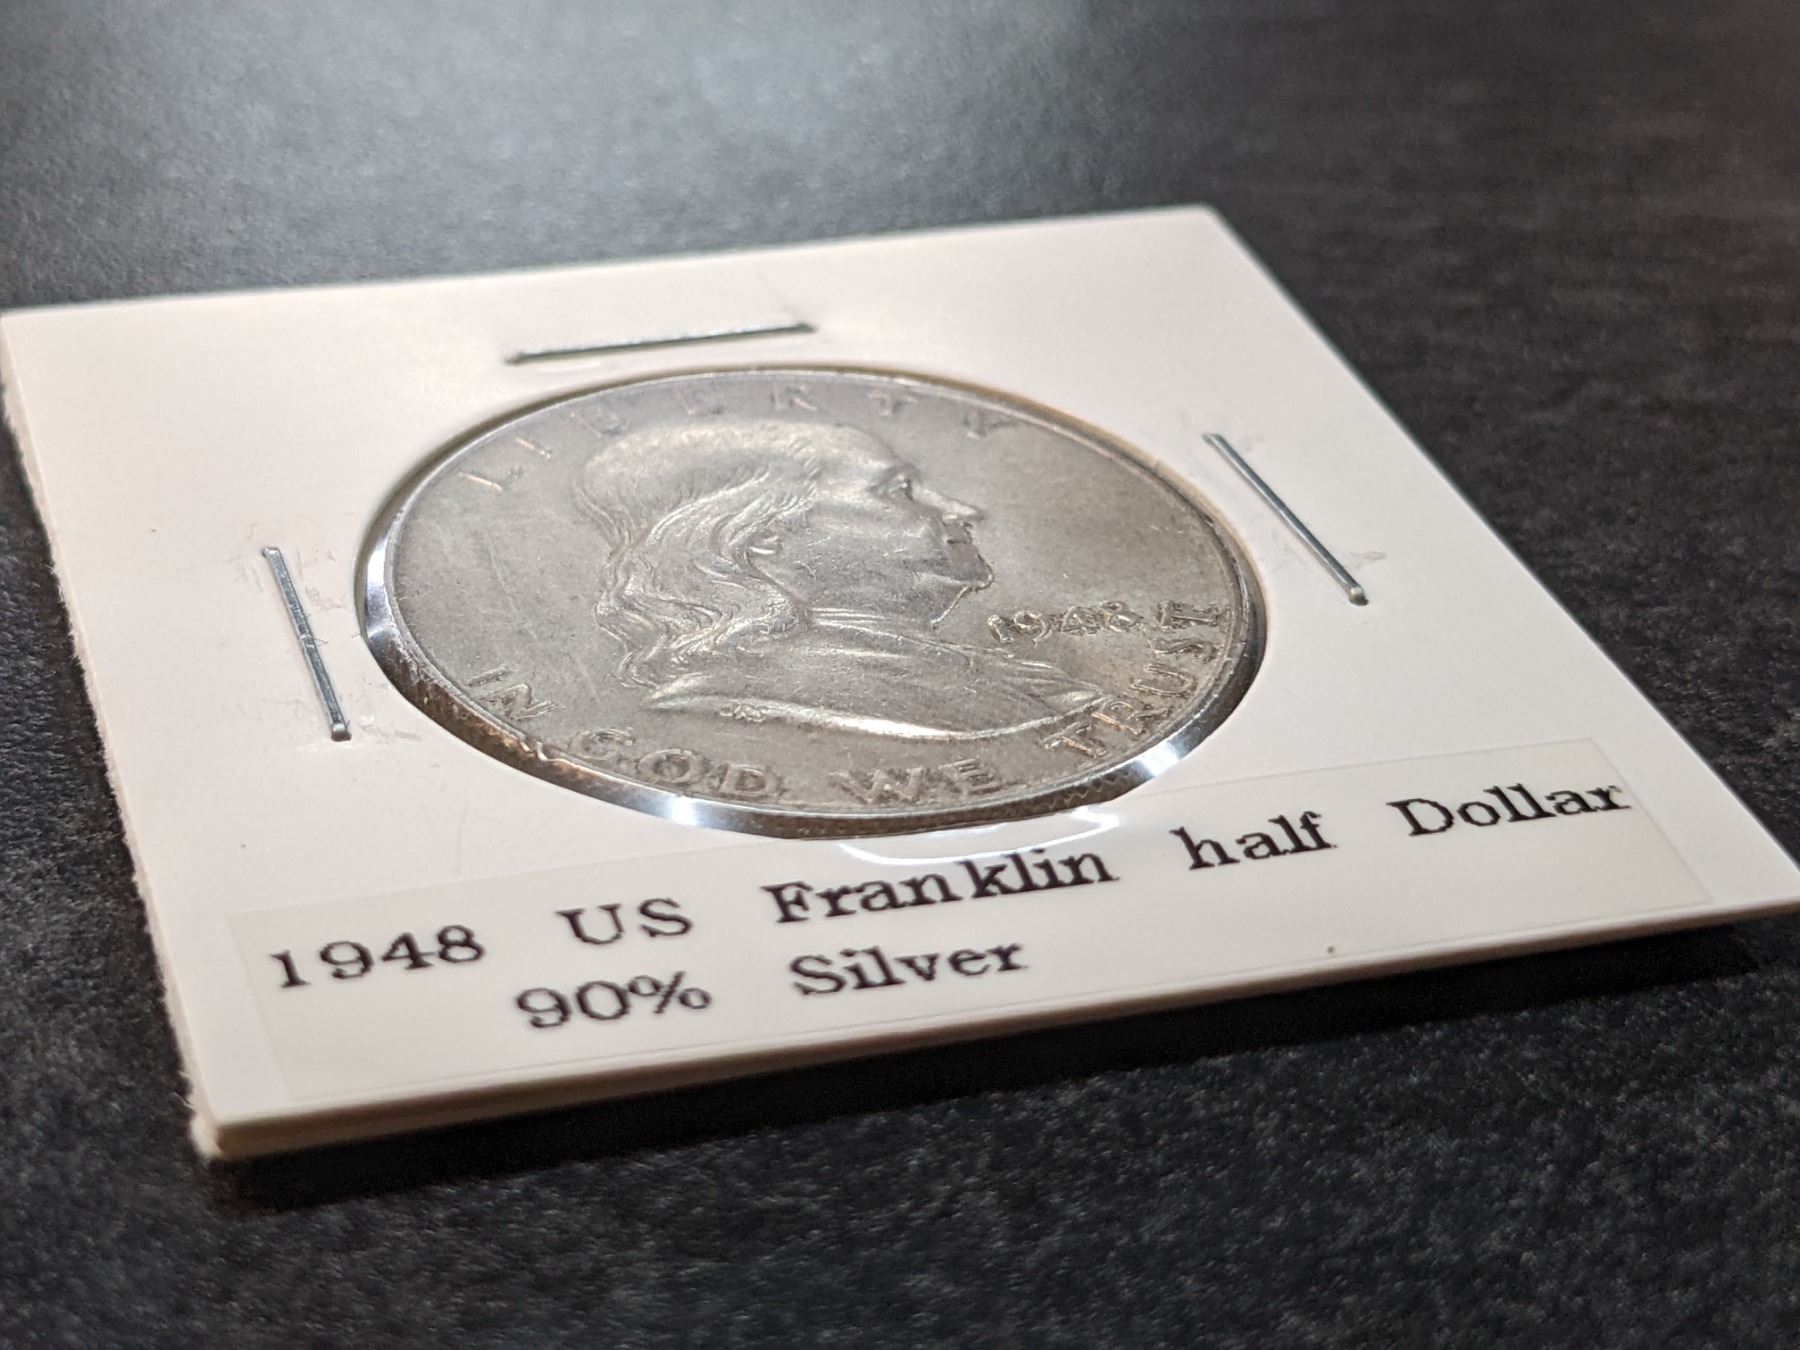 LIBERTY
1948
IN GOD WE TRUST
1948 US Franklin half Dollar
90% Silver